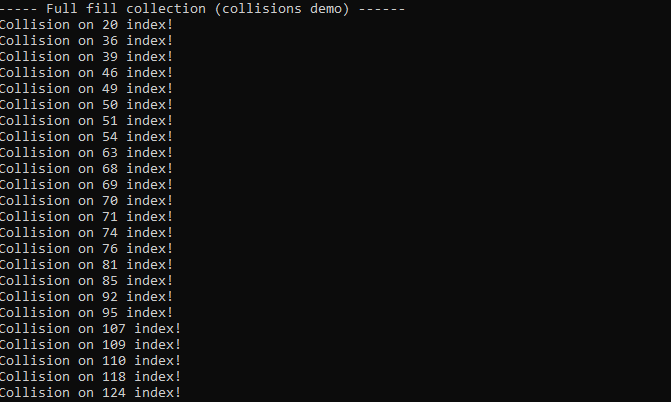 ----- Full fill collection (collisions demo) ------
Collision on 20 index!
Collision on 36 index!
Collision on 39 index!
Collision on 46 index!
Collision on 49 index!
Collision on 50 index!
Collision on 51 index!
Collision on 54 index!
Collision on 63 index!
Collision on 68 index!
Collision on 69 index!
Collision on 70 index!
Collision on 71 index!
Collision on 74 index!
Collision on 76 index!
Collision on 81 index!
Collision on 85 index!
Collision on 92 index!
Collision on 95 index!
Collision on 107 index!
Collision on 109 index!
Collision on 110 index!
Collision on 118 index!
Collision on 124 index!